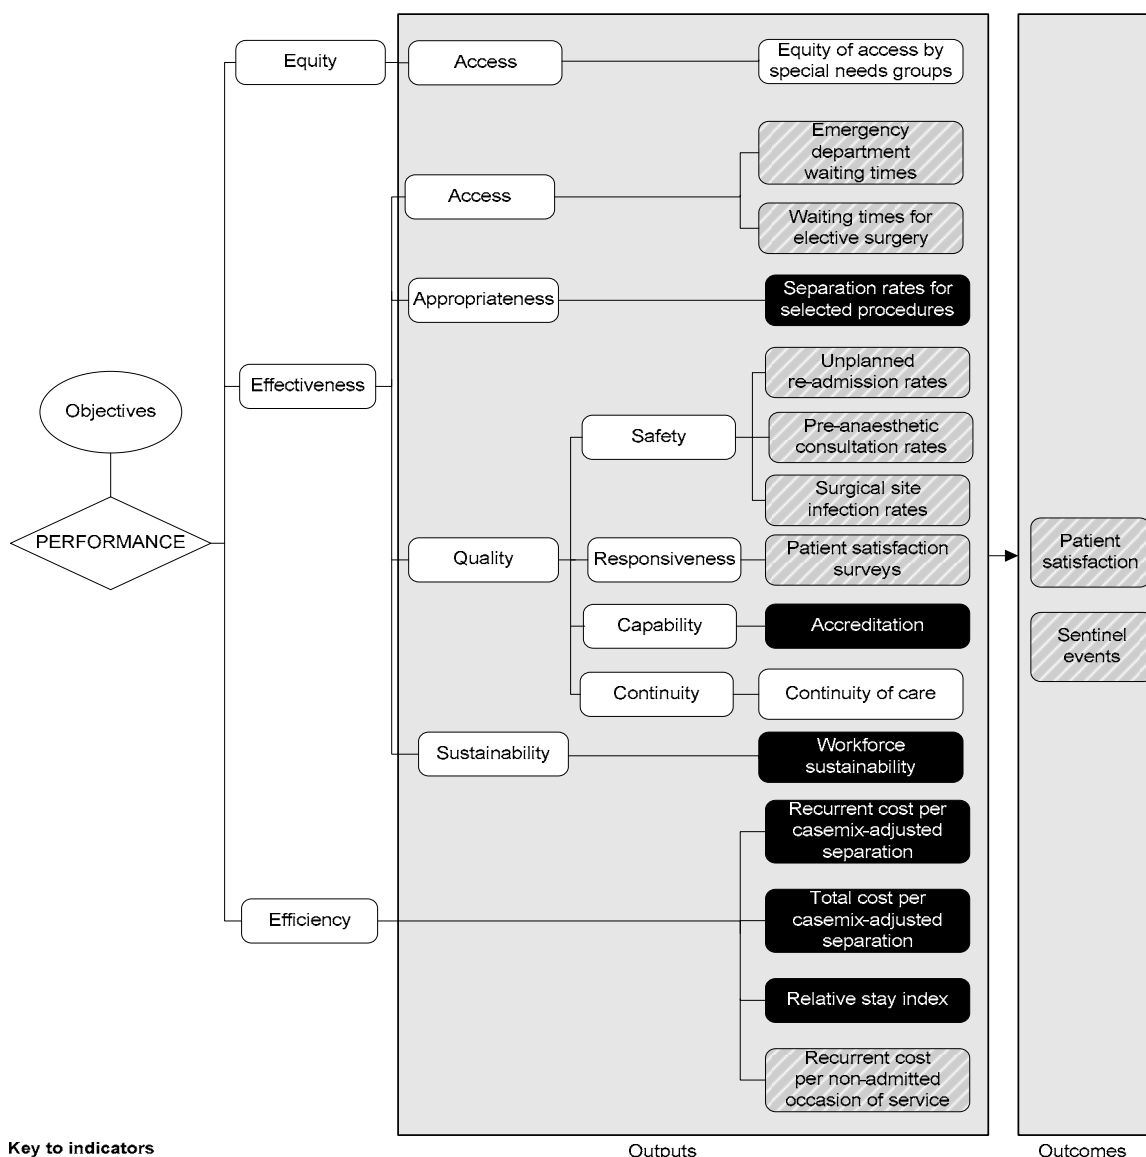 Equity
Access
Equity of access by
special needs groups
Emergency
department
waiting times
Access
Waiting times for
elective surgery
Appropriateness
Separation rates for
selected procedures
Unplanned
re-admission rates
Effectiveness
Objectives
Safety
Pre-anaesthetic
consultation rates
Surgical site
infection rates
PERFORMANCE
Quality
Responsiveness
Patient satisfaction
surveys
Patient
satisfaction
Capability
Accreditation
Sentinel
events
Continuity
Continuity of care
Sustainability
Workforce
sustainability
Recurrent cost per
casemix-adjusted
separation
Efficiency
Total cost per
casemix-adjusted
separation
Relative stay index
Recurrent cost
per non-admitted
occasion of service
Key to indicators
Outputs
Outcomes